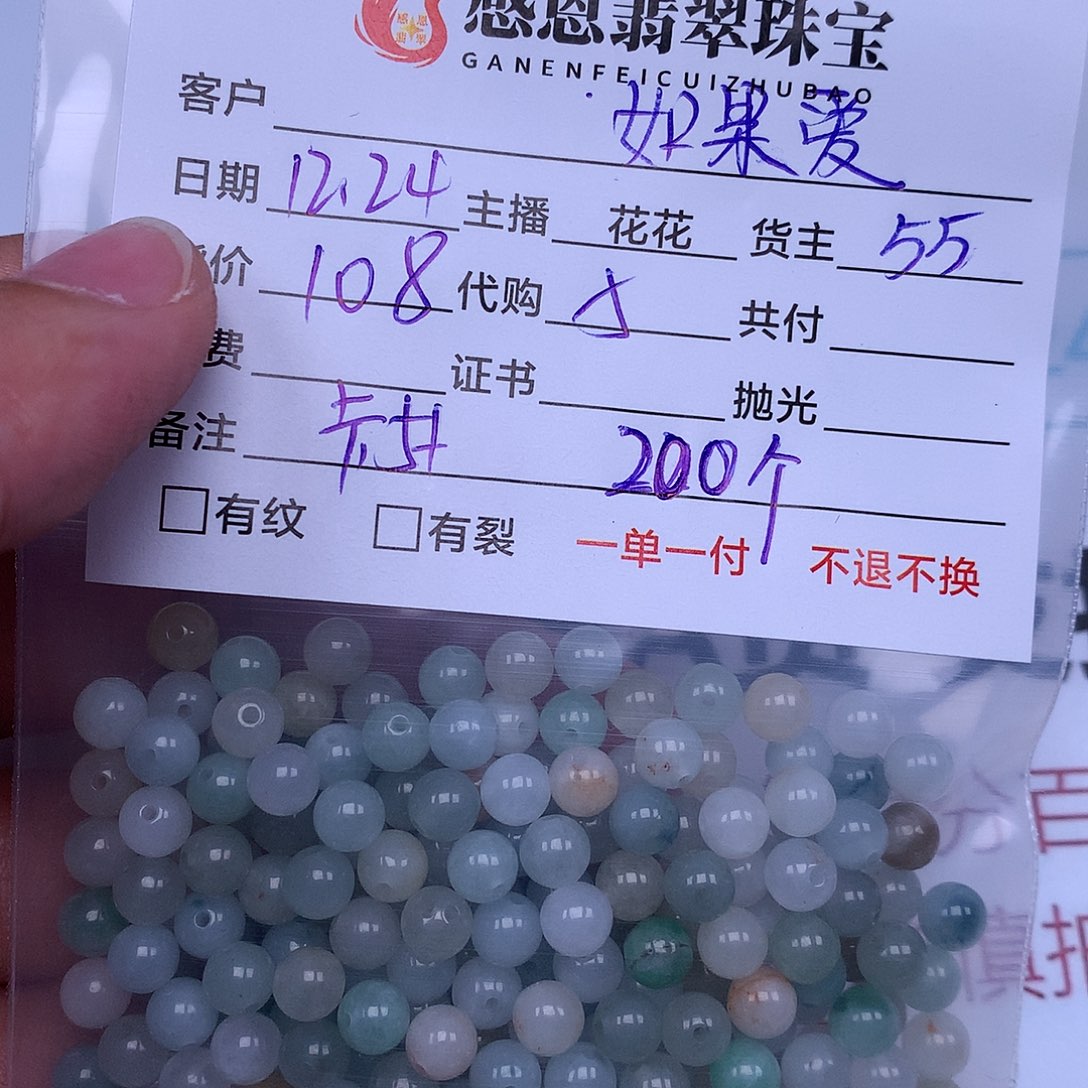 感恩翡翠珠宝
GANENFEICUIZHUBAO
客户 如果爱
日期 12.24 主播 花花 货主 55
价 108 代购 共付
费 证书 抛光
备注 200个
有纹 有裂 一单一付 不退不换
百
慎